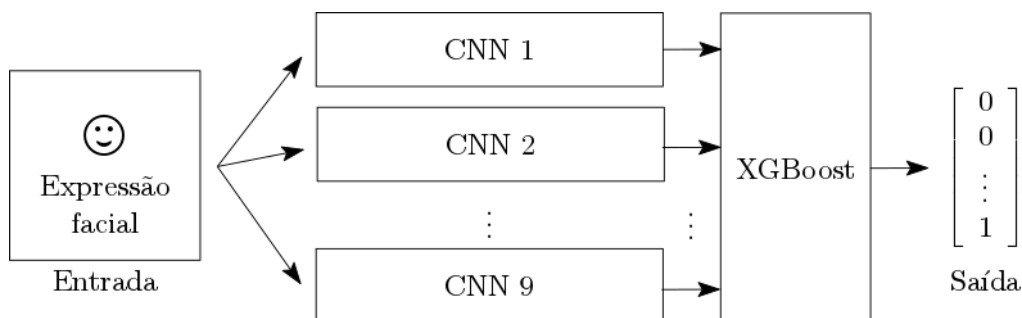 Expressão
facial
Entrada
CNN 1
CNN 2
⋮
CNN 9
⋮
XGBoost
0
0
⋮
1
Saída